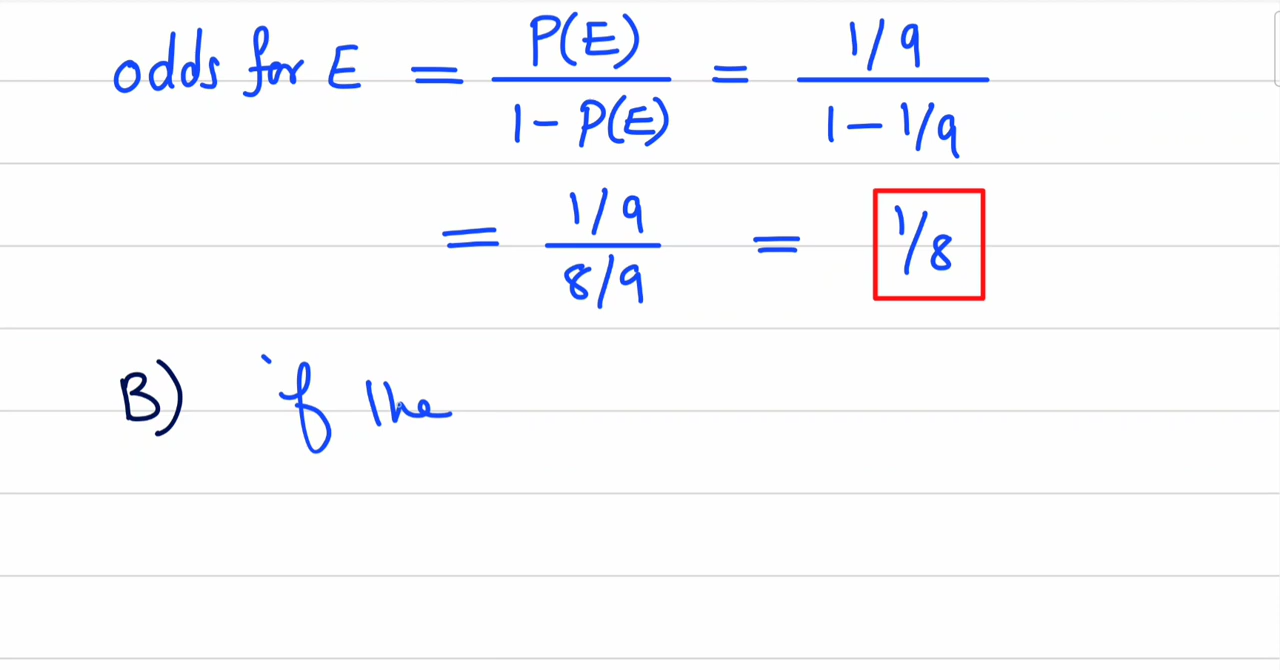 odds for E = P(E) / 1 - P(E) = 1/9 / 1 - 1/9
= 1/9 / 8/9 = 1/8
B) if the